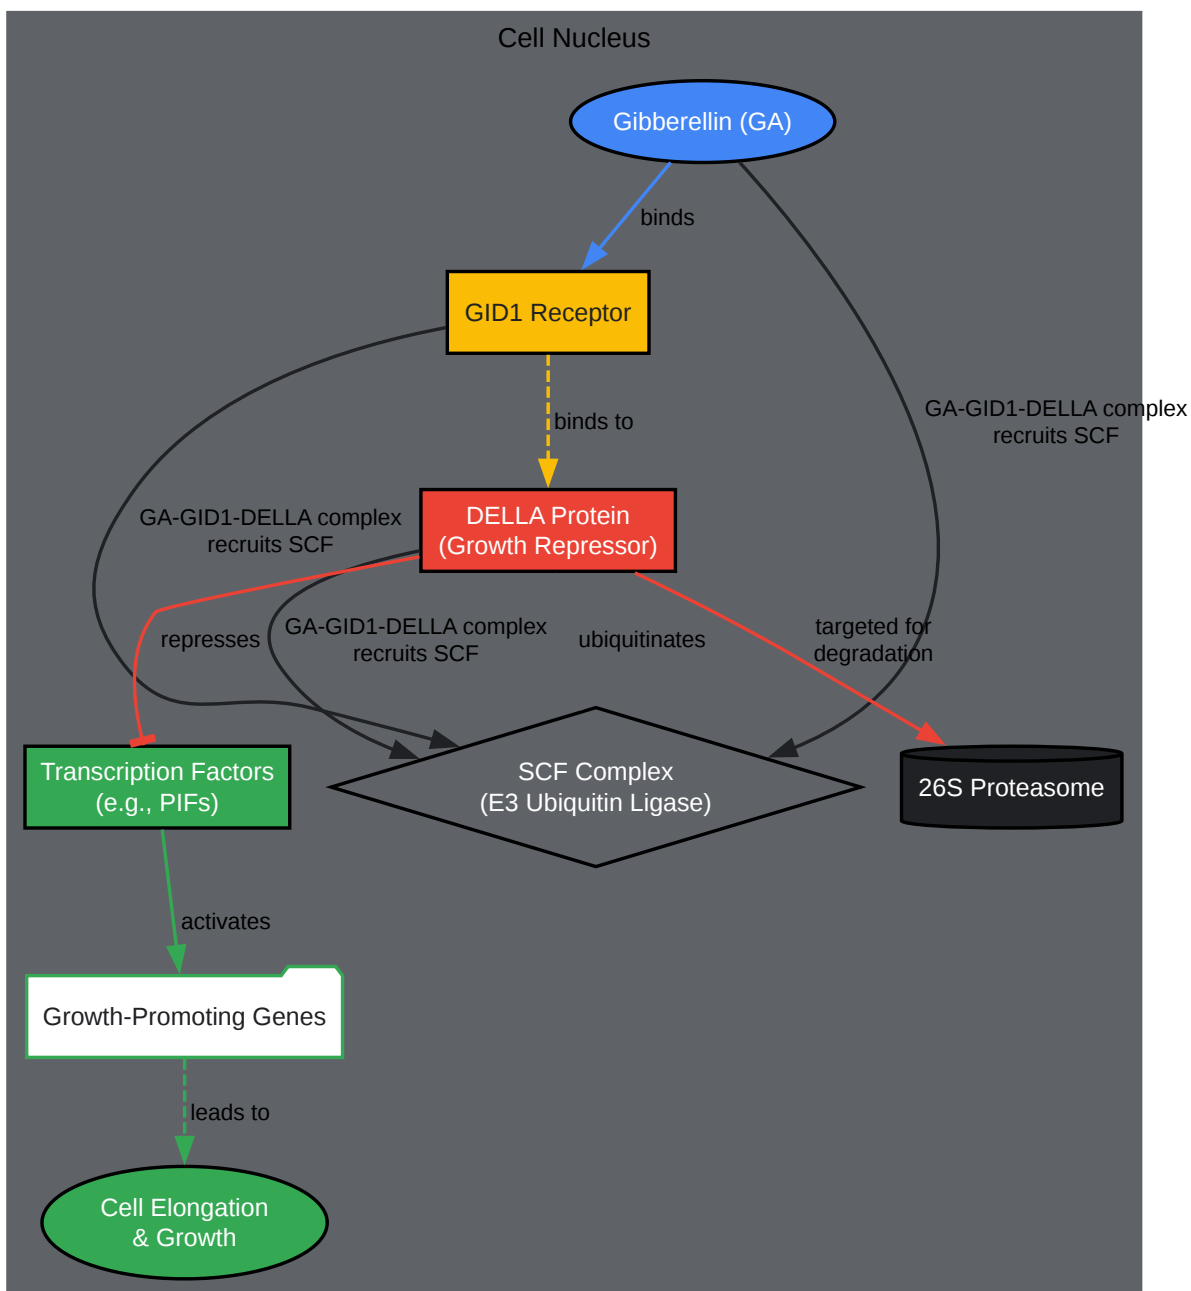 Cell Nucleus
Gibberellin (GA)
binds
GID1 Receptor
GA-GID1-DELLA complex
recruits SCF
binds to
DELLA Protein
(Growth Repressor)
GA-GID1-DELLA complex
recruits SCF
represses
GA-GID1-DELLA complex
recruits SCF
ubiquitinates
targeted for
degradation
Transcription Factors
(e.g., PIFs)
SCF Complex
(E3 Ubiquitin Ligase)
26S Proteasome
activates
Growth-Promoting Genes
leads to
Cell Elongation
& Growth